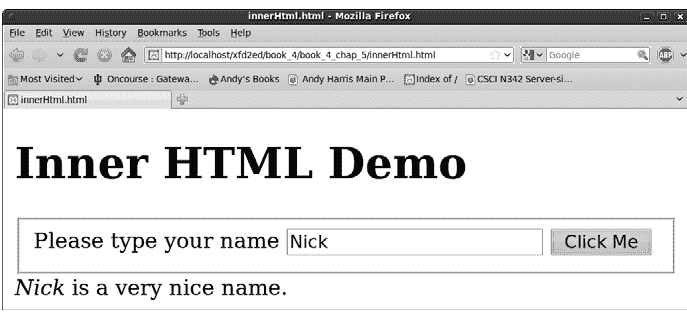 innerHtml.html - Mozilla Firefox
File Edit View History Bookmarks Tools Help
http://localhost/xfd2ed/book_4/book_4_chap_5/innerHtml.html Google ABP
Most Visited Oncourse : Gatewa... Andy's Books Andy Harris Main P... Index of / CSCI N342 Server-si...
innerHtml.html
Inner HTML Demo
Please type your name Nick Click Me
Nick is a very nice name.